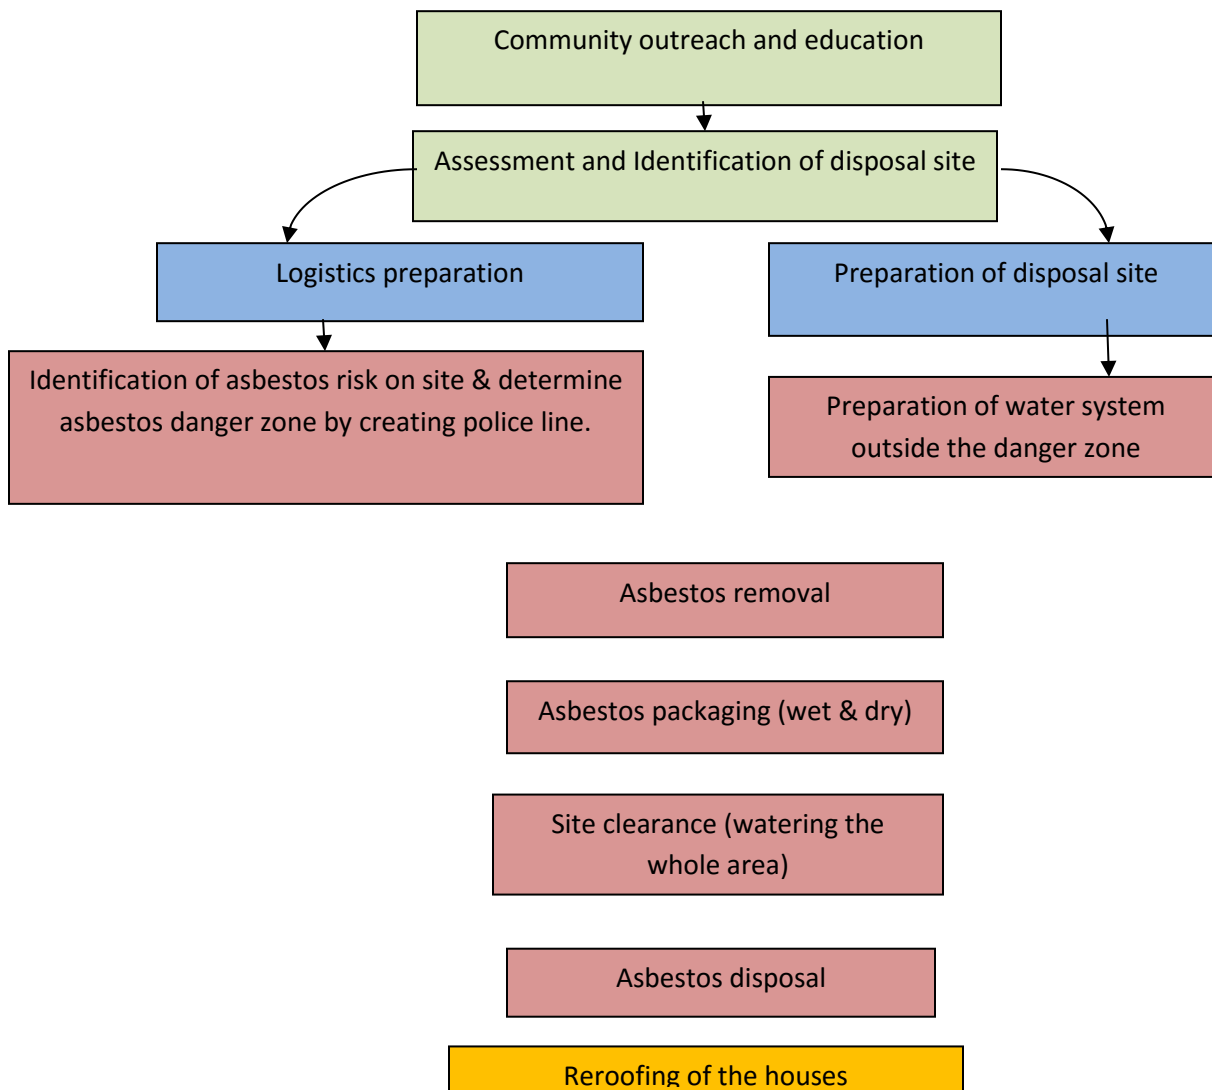 Community outreach and education
Assessment and Identification of disposal site
Logistics preparation
Preparation of disposal site
Identification of asbestos risk on site & determine
asbestos danger zone by creating police line.
Preparation of water system
outside the danger zone
Asbestos removal
Asbestos packaging (wet & dry)
Site clearance (watering the
whole area)
Asbestos disposal
Reroofing of the houses